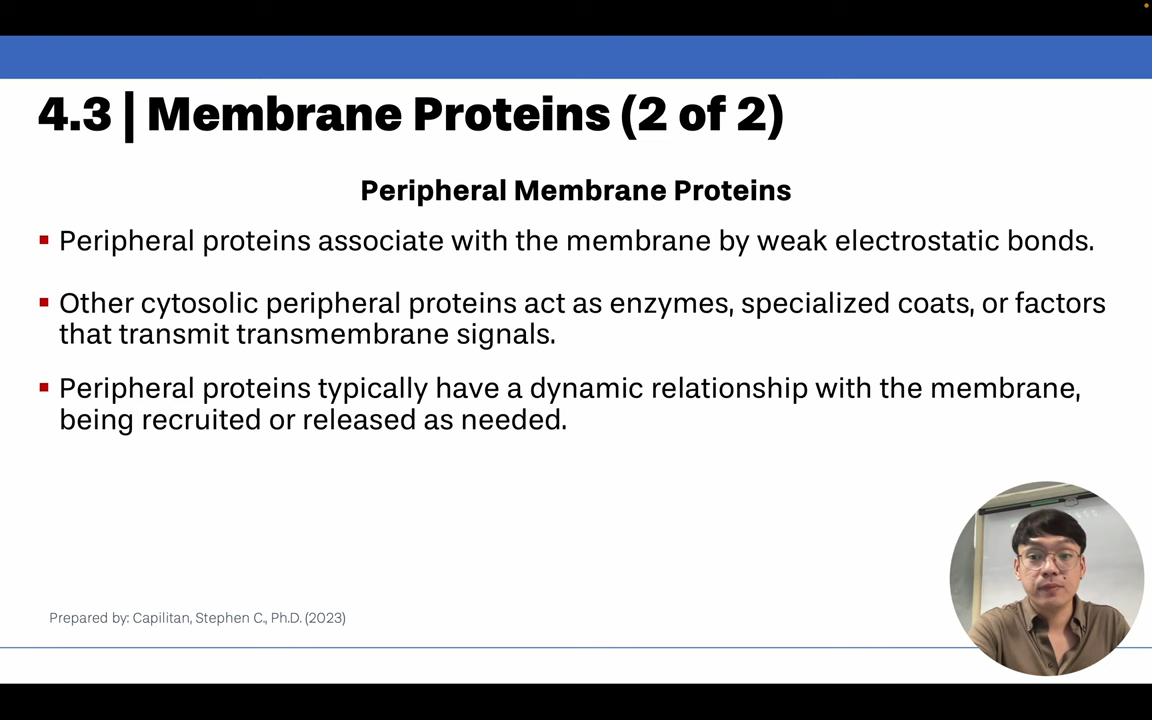 4.3 | Membrane Proteins (2 of 2)
Peripheral Membrane Proteins
▪ Peripheral proteins associate with the membrane by weak electrostatic bonds.
▪ Other cytosolic peripheral proteins act as enzymes, specialized coats, or factors
that transmit transmembrane signals.
▪ Peripheral proteins typically have a dynamic relationship with the membrane,
being recruited or released as needed.
Prepared by: Capilitan, Stephen C., Ph.D. (2023)